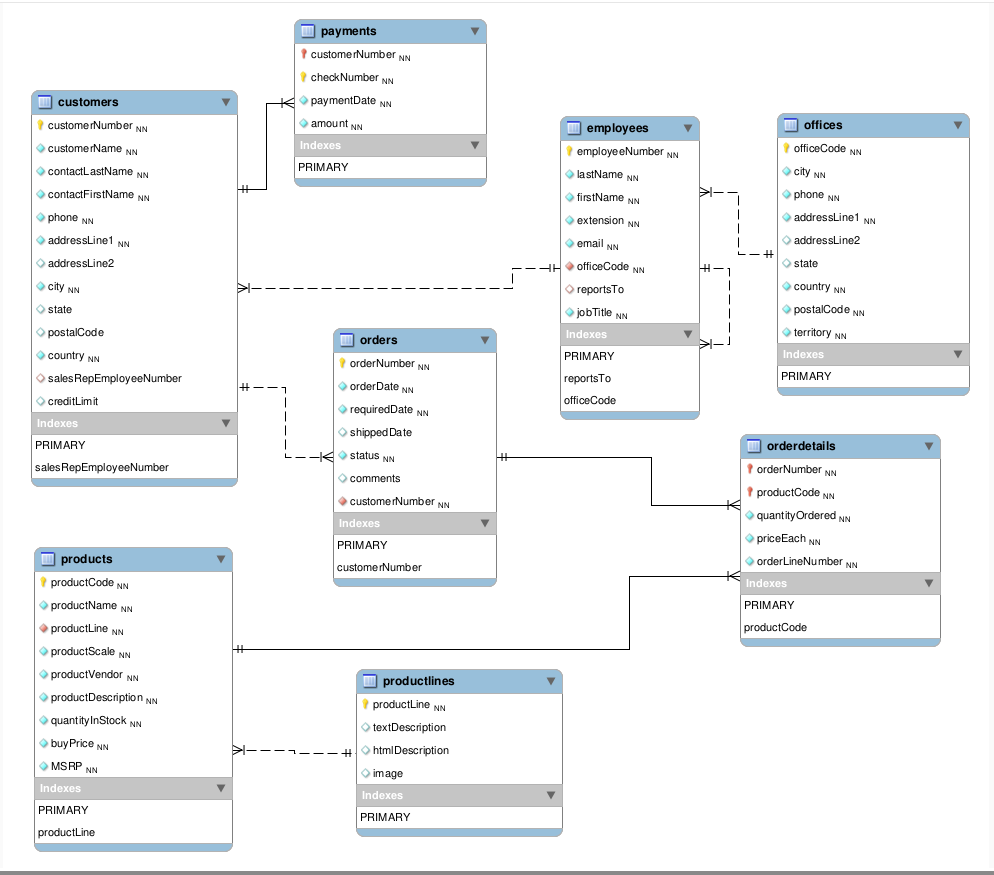 payments
customerNumber NN
checkNumber NN
paymentDate NN
amount NN
Indexes
PRIMARY
customers
customerNumber NN
customerName NN
contactLastName NN
contactFirstName NN
phone NN
addressLine1 NN
addressLine2
city NN
state
postalCode
country NN
salesRepEmployeeNumber
creditLimit
Indexes
PRIMARY
salesRepEmployeeNumber
employees
employeeNumber NN
lastName NN
firstName NN
extension NN
email NN
officeCode NN
reportsTo
jobTitle NN
Indexes
PRIMARY
reportsTo
officeCode
offices
officeCode NN
city NN
phone NN
addressLine1 NN
addressLine2
state
country NN
postalCode NN
territory NN
Indexes
PRIMARY
orders
orderNumber NN
orderDate NN
requiredDate NN
shippedDate
status NN
comments
customerNumber NN
Indexes
PRIMARY
customerNumber
orderdetails
orderNumber NN
productCode NN
quantityOrdered NN
priceEach NN
orderLineNumber NN
Indexes
PRIMARY
productCode
products
productCode NN
productName NN
productLine NN
productScale NN
productVendor NN
productDescription NN
quantityInStock NN
buyPrice NN
MSRP NN
Indexes
PRIMARY
productLine
productlines
productLine NN
textDescription
htmlDescription
image
Indexes
PRIMARY